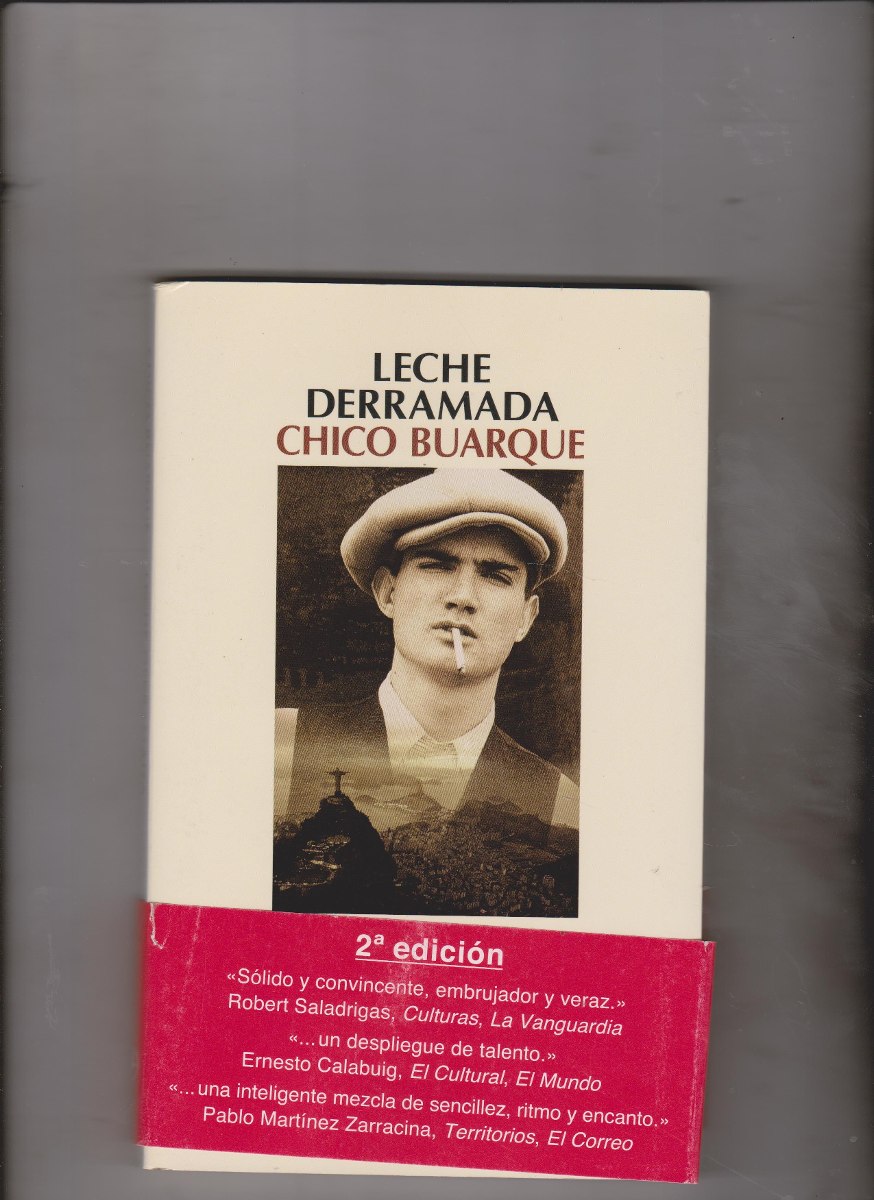 LECHE
DERRAMADA
CHICO BUARQUE
2ª edición
«Sólido y convincente, embrujador y veraz.»
Robert Saladrigas, Culturas, La Vanguardia
«...un despliegue de talento.»
Ernesto Calabuig, El Cultural, El Mundo
«...una inteligente mezcla de sencillez, ritmo y encanto.»
Pablo Martínez Zarracina, Territorios, El Correo